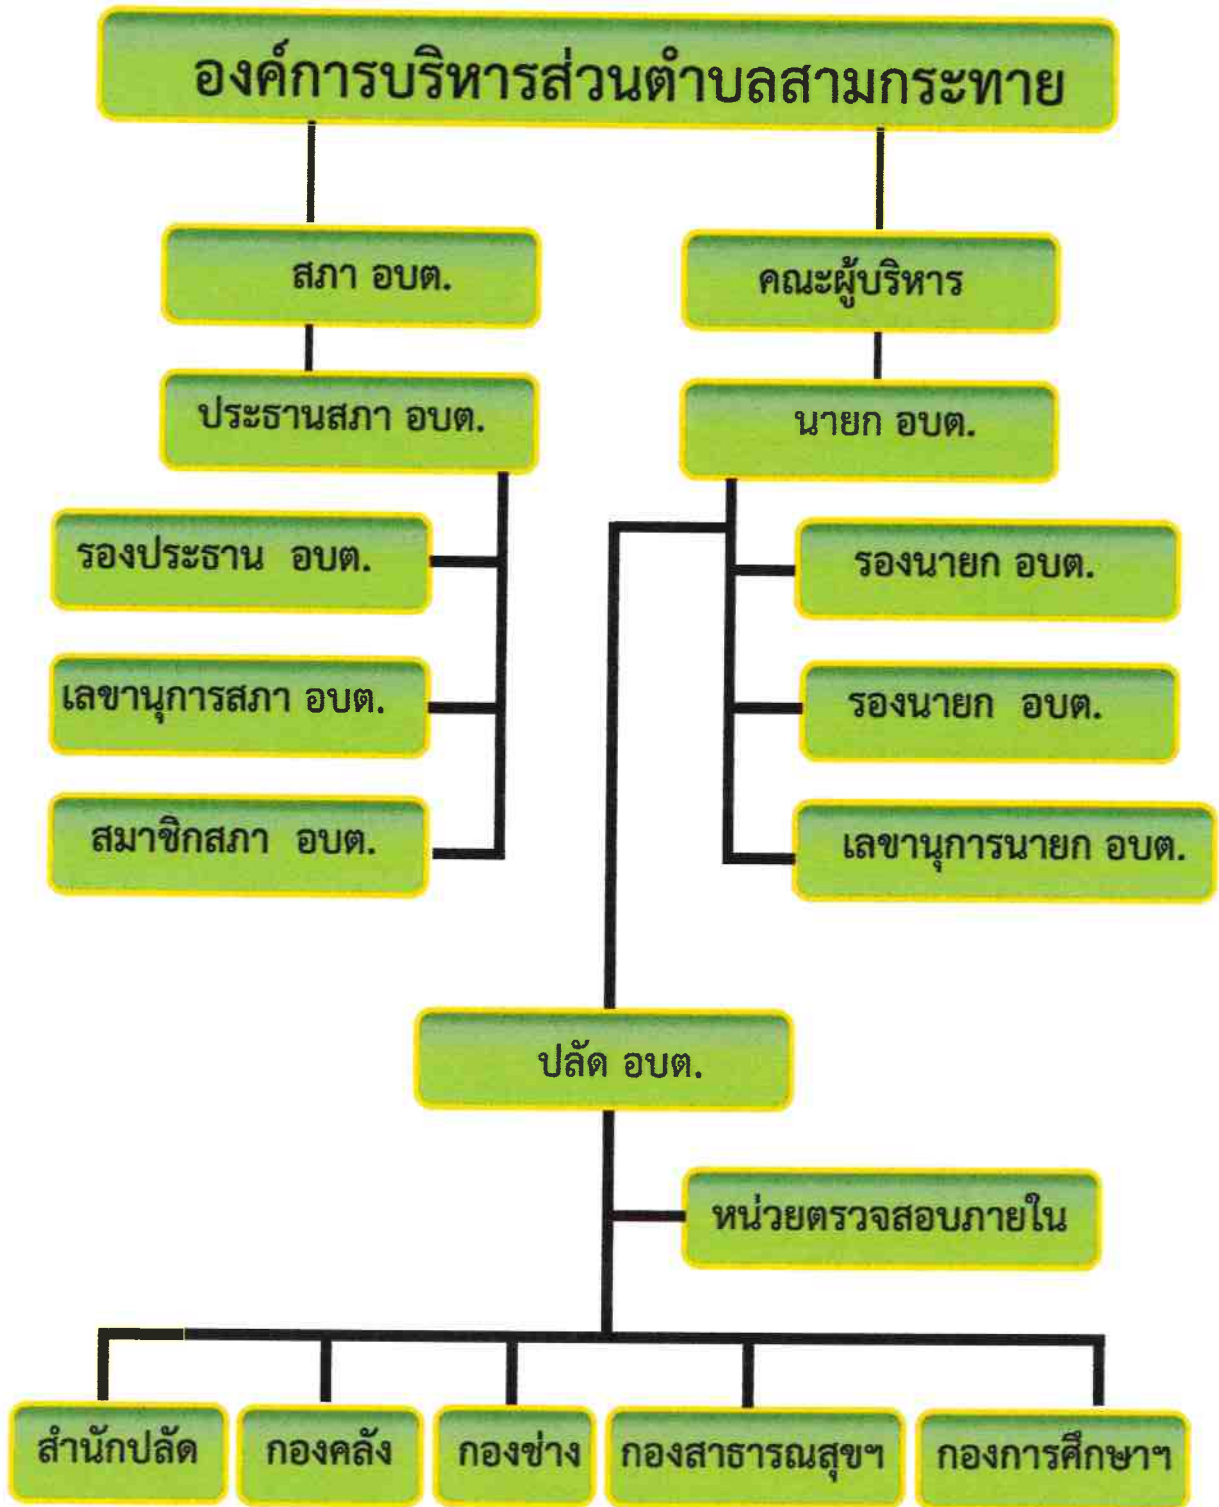 องค์การบริหารส่วนตำบลสามกระทาย
สภา อบต.
คณะผู้บริหาร
ประธานสภา อบต.
นายก อบต.
รองประธาน อบต.
รองนายก อบต.
เลขานุการสภา อบต.
รองนายก อบต.
สมาชิกสภา อบต.
เลขานุการนายก อบต.
ปลัด อบต.
หน่วยตรวจสอบภายใน
สำนักปลัด
กองคลัง
กองช่าง
กองสาธารณสุขฯ
กองการศึกษาฯ